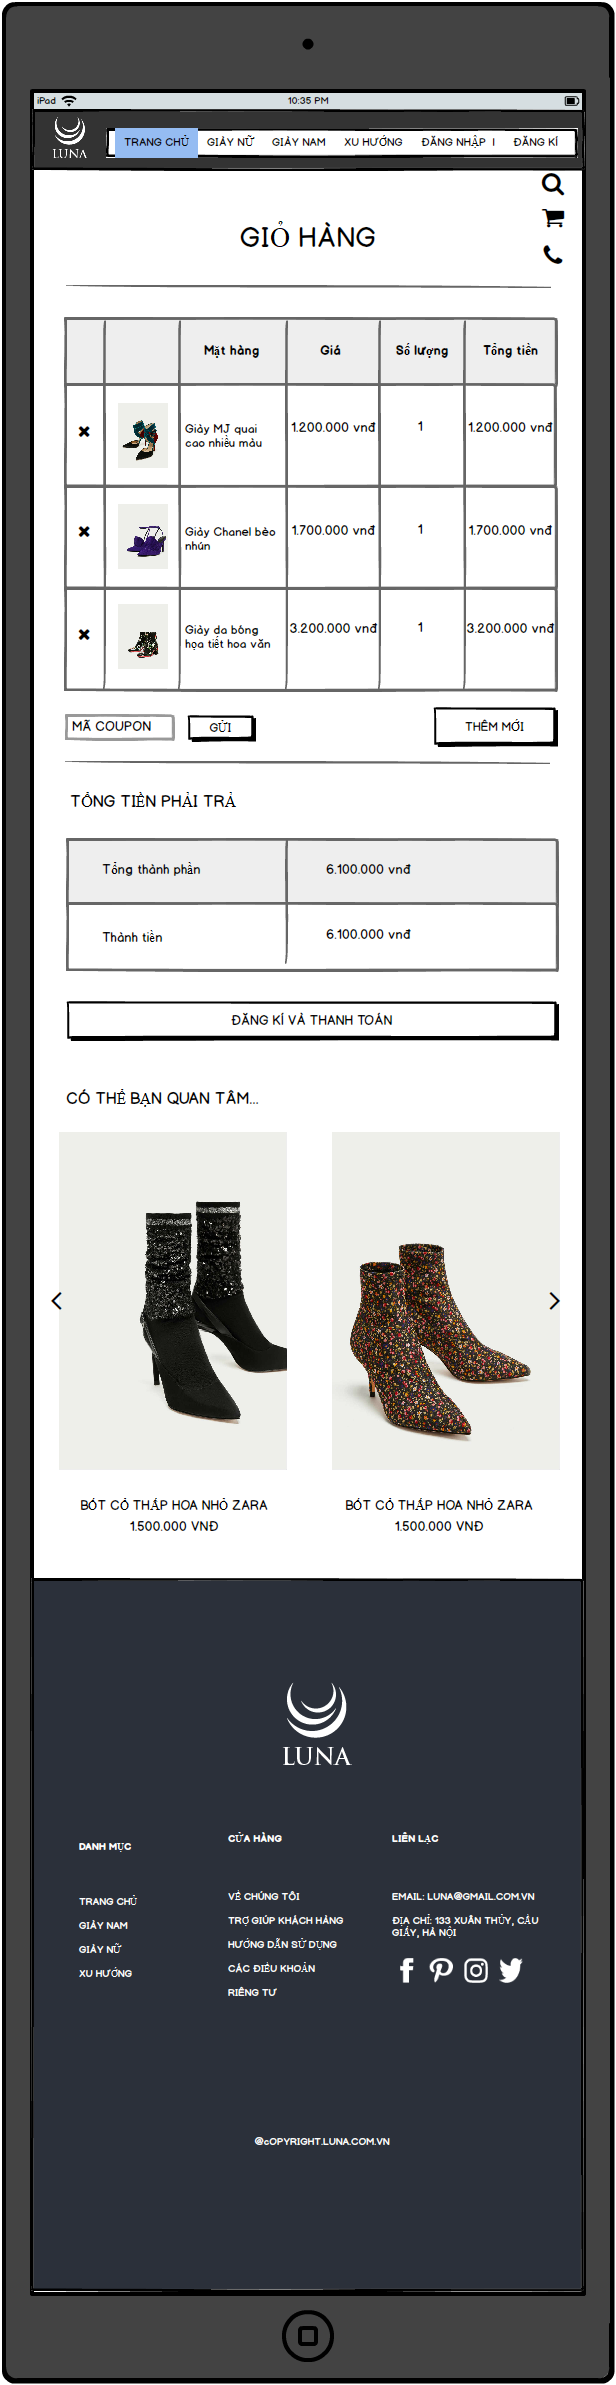 iPad
10:35 PM
LUNA
TRANG CHỦ GIÀY NỮ GIÀY NAM XU HƯỚNG ĐĂNG NHẬP I ĐĂNG KÍ
GIỎ HÀNG
Mặt hàng Giá Số lượng Tổng tiền
Giày MJ quai
cao nhiều màu
1.200.000 vnđ 1 1.200.000 vnđ
Giày Chanel bèo
nhún
1.700.000 vnđ 1 1.700.000 vnđ
Giày da bóng
họa tiết hoa văn
3.200.000 vnđ 1 3.200.000 vnđ
MÃ COUPON GỬI THÊM MỚI
TỔNG TIỀN PHẢI TRẢ
Tổng thành phần 6.100.000 vnđ
Thành tiền 6.100.000 vnđ
ĐĂNG KÍ VÀ THANH TOÁN
CÓ THỂ BẠN QUAN TÂM...
BỐT CỔ THẤP HOA NHỎ ZARA
1.500.000 VNĐ
BỐT CỔ THẤP HOA NHỎ ZARA
1.500.000 VNĐ
LUNA
DANH MỤC
TRANG CHỦ
GIÀY NAM
GIÀY NỮ
XU HƯỚNG
CỬA HÀNG
VỀ CHÚNG TÔI
TRỢ GIÚP KHÁCH HÀNG
HƯỚNG DẪN SỬ DỤNG
CÁC ĐIỀU KHOẢN
RIÊNG TƯ
LIÊN LẠC
EMAIL: LUNA@GMAIL.COM.VN
ĐỊA CHỈ: 133 XUÂN THỦY, CẦU
GIẤY, HÀ NỘI
@cOPYRIGHT.LUNA.COM.VN